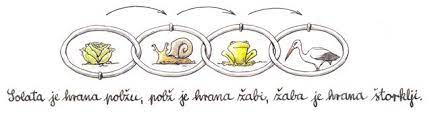 Solata je hrana polžu, polž je hrana žabi, žaba je hrana štorklji.